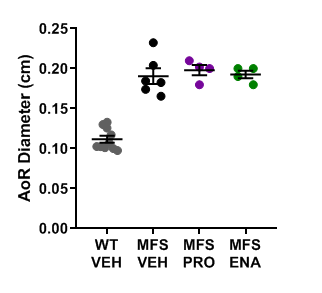 AoR Diameter (cm)
0.25
0.20
0.15
0.10
0.05
0.00
WT MFS MFS MFS
VEH VEH PRO ENA